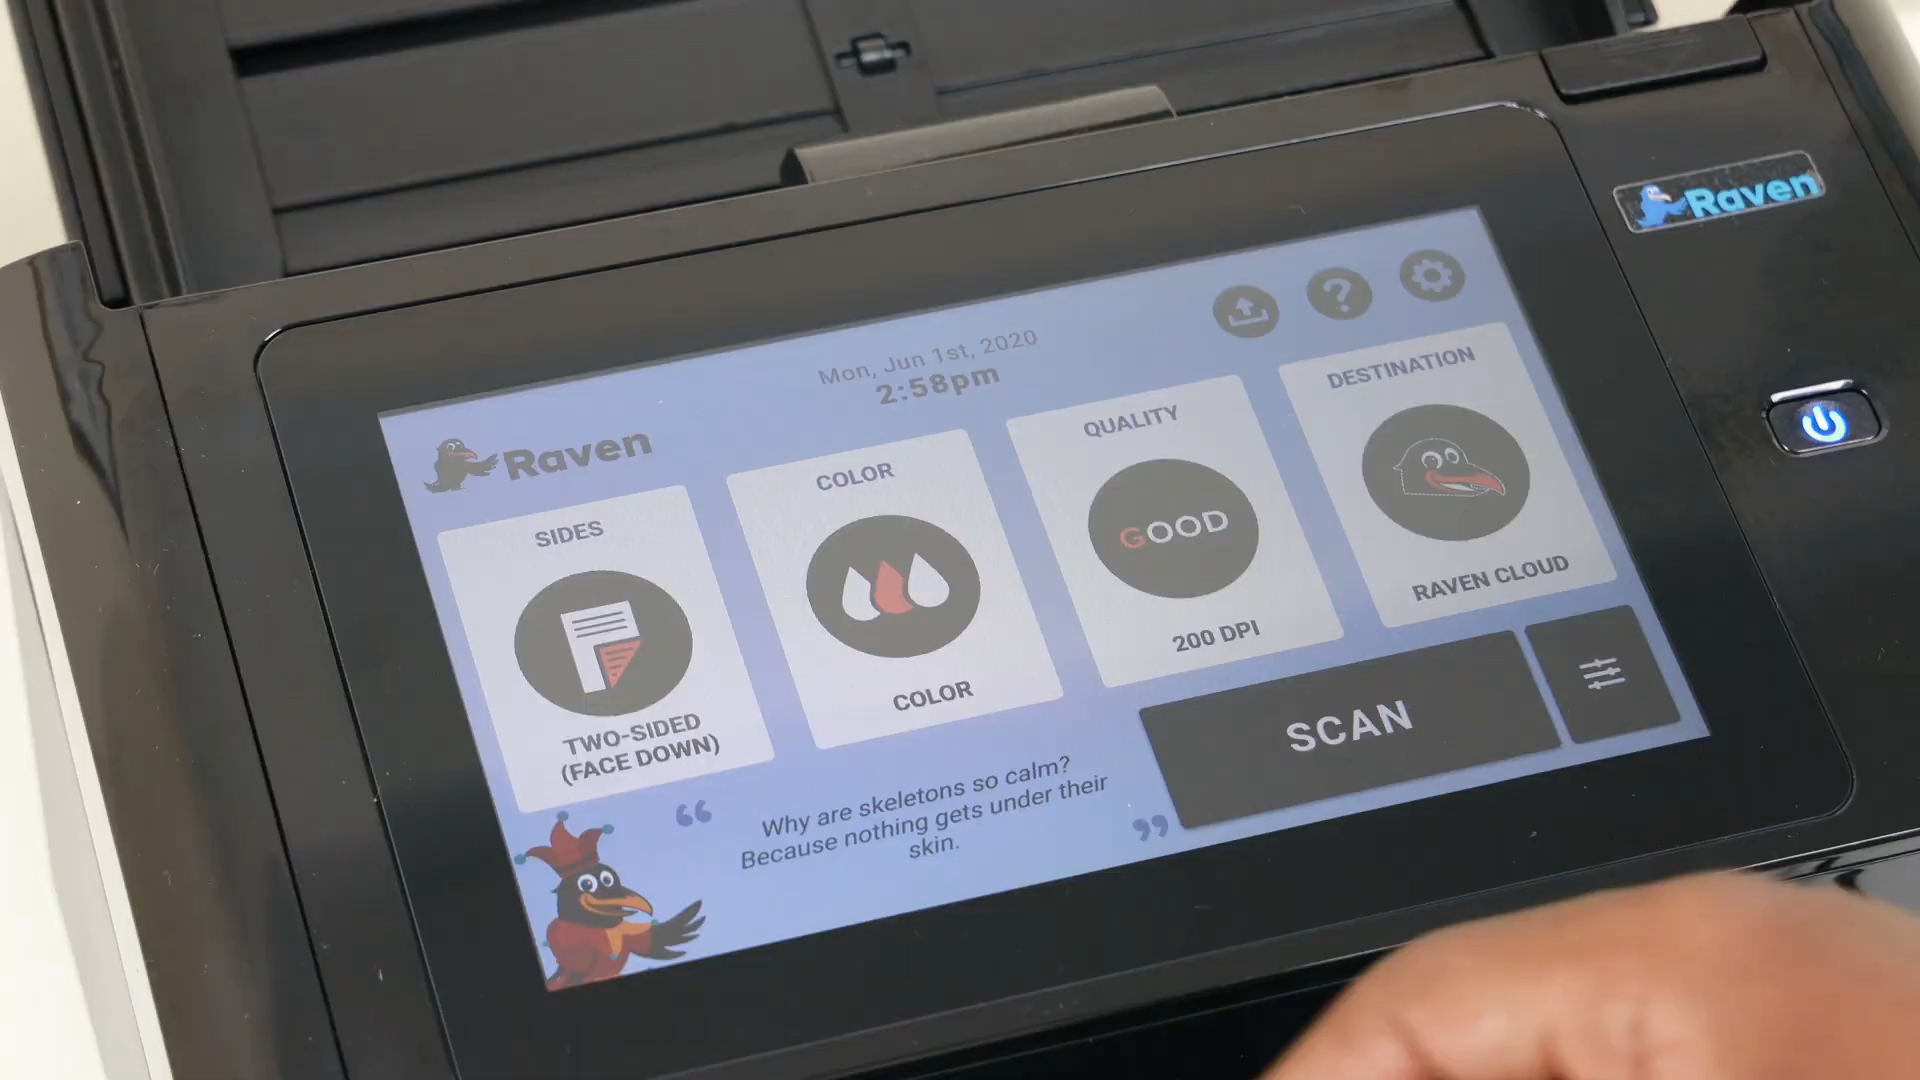 Raven
Mon, Jun 1st, 2020
2:58pm
Raven
SIDES
TWO-SIDED
(FACE DOWN)
COLOR
COLOR
QUALITY
GOOD
200 DPI
DESTINATION
RAVEN CLOUD
SCAN
“ Why are skeletons so calm?
Because nothing gets under their
skin. ”